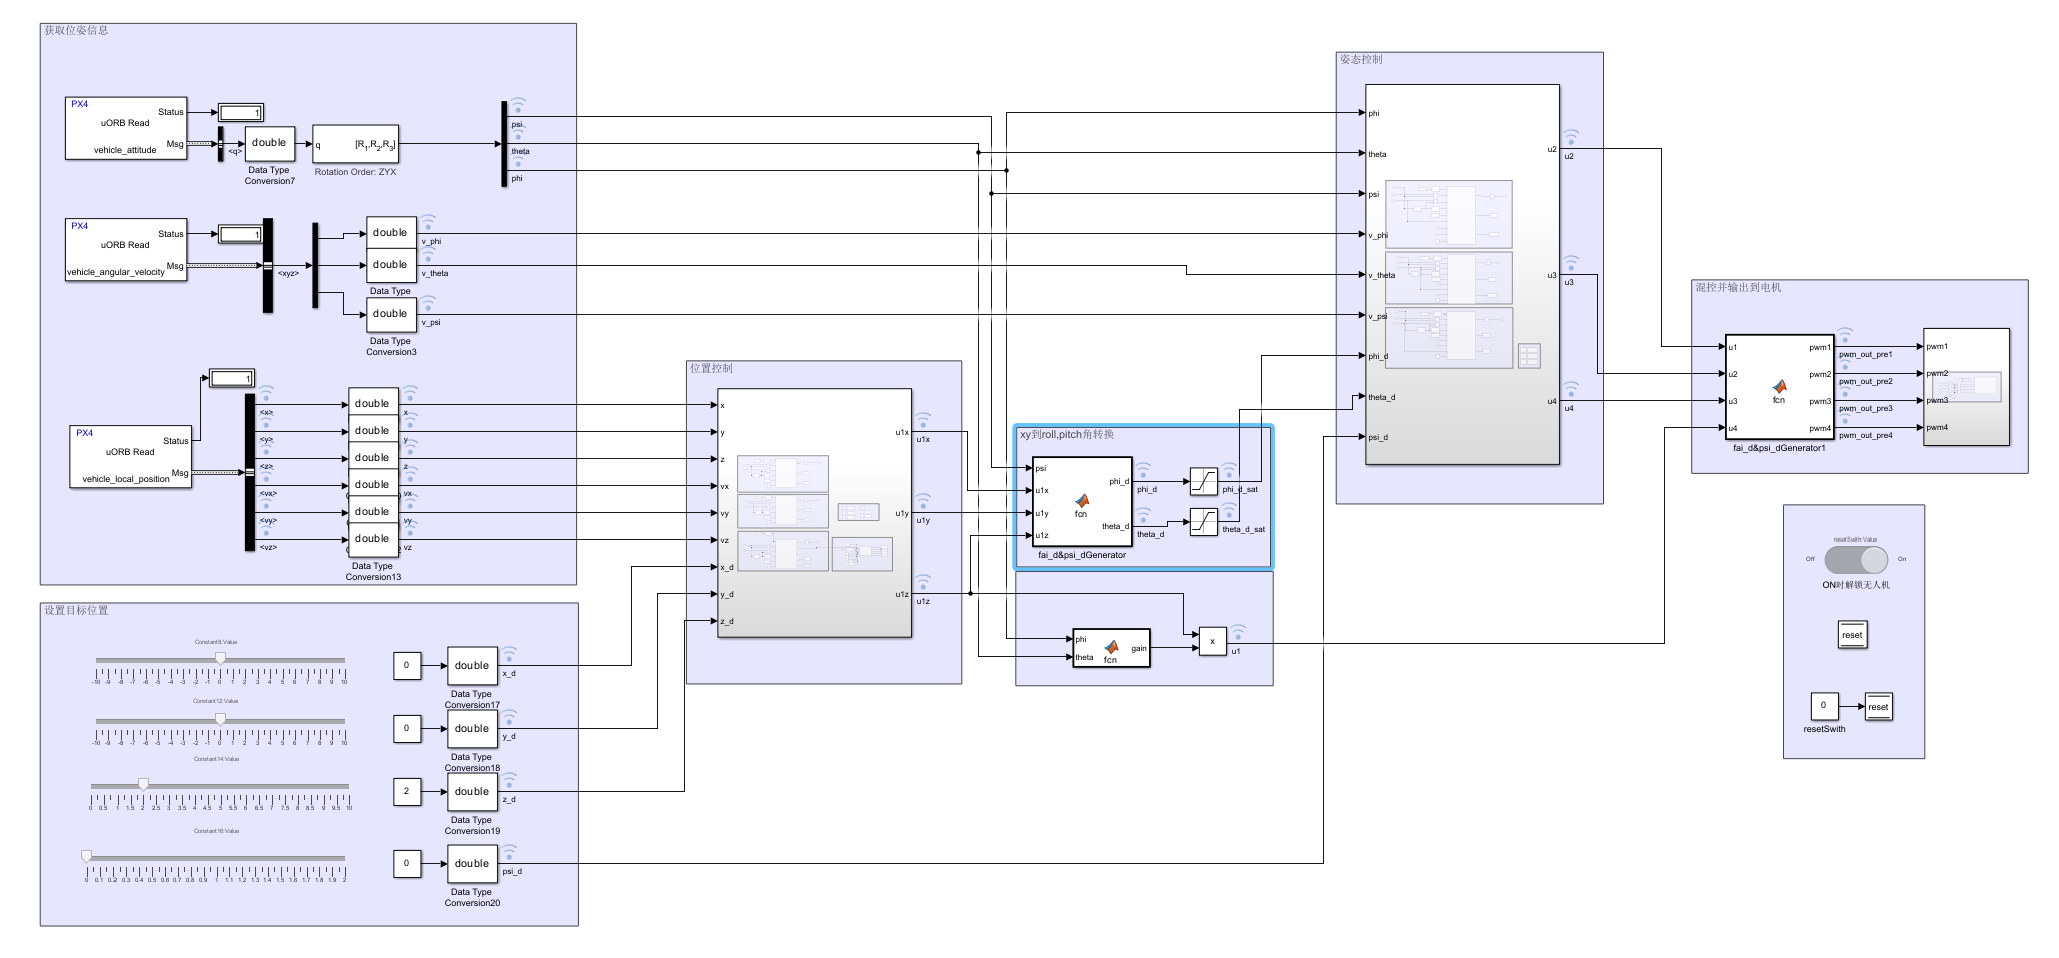 获取位姿信息
PX4
Status
uORB Read
Msg
vehicle_attitude
1
<q>
double
Data Type
Conversion7
q
[R1,R2,R3]
Rotation Order: ZYX
psi
theta
phi
PX4
Status
uORB Read
Msg
vehicle_angular_velocity
1
<xyz>
double
v_phi
double
v_theta
Data Type
double
v_psi
Data Type
Conversion3
1
PX4
Status
uORB Read
Msg
vehicle_local_position
<x>
double
x
<y>
double
y
<z>
double
z
<vx>
double
vx
<vy>
double
vy
<vz>
double
vz
Data Type
Conversion13
设置目标位置
Constant8:Value
-10 -9 -8 -7 -6 -5 -4 -3 -2 -1 0 1 2 3 4 5 6 7 8 9 10
0
double
x_d
Data Type
Conversion17
Constant12:Value
-10 -9 -8 -7 -6 -5 -4 -3 -2 -1 0 1 2 3 4 5 6 7 8 9 10
0
double
y_d
Data Type
Conversion18
Constant14:Value
0 0.5 1 1.5 2 2.5 3 3.5 4 4.5 5 5.5 6 6.5 7 7.5 8 8.5 9 9.5 10
2
double
z_d
Data Type
Conversion19
Constant16:Value
0 0.1 0.2 0.3 0.4 0.5 0.6 0.7 0.8 0.9 1 1.1 1.2 1.3 1.4 1.5 1.6 1.7 1.8 1.9 2
0
double
psi_d
Data Type
Conversion20
位置控制
x
y
z
vx
vy
vz
x_d
y_d
z_d
u1x
u1x
u1y
u1y
u1z
u1z
xy到roll,pitch角转换
psi
u1x
u1y
u1z
fcn
phi_d
theta_d
fai_d&psi_dGenerator
phi_d
theta_d
phi_d_sat
theta_d_sat
phi
theta
fcn
gain
x
u1
姿态控制
phi
theta
psi
v_phi
v_theta
v_psi
phi_d
theta_d
psi_d
u2
u2
u3
u3
u4
u4
混控并输出到电机
u1
u2
u3
u4
fcn
pwm1
pwm2
pwm3
pwm4
fai_d&psi_dGenerator1
pwm_out_pre1
pwm_out_pre2
pwm_out_pre3
pwm_out_pre4
pwm1
pwm2
pwm3
pwm4
resetSwith:Value
Off
On
ON时解锁无人机
reset
0
reset
resetSwith